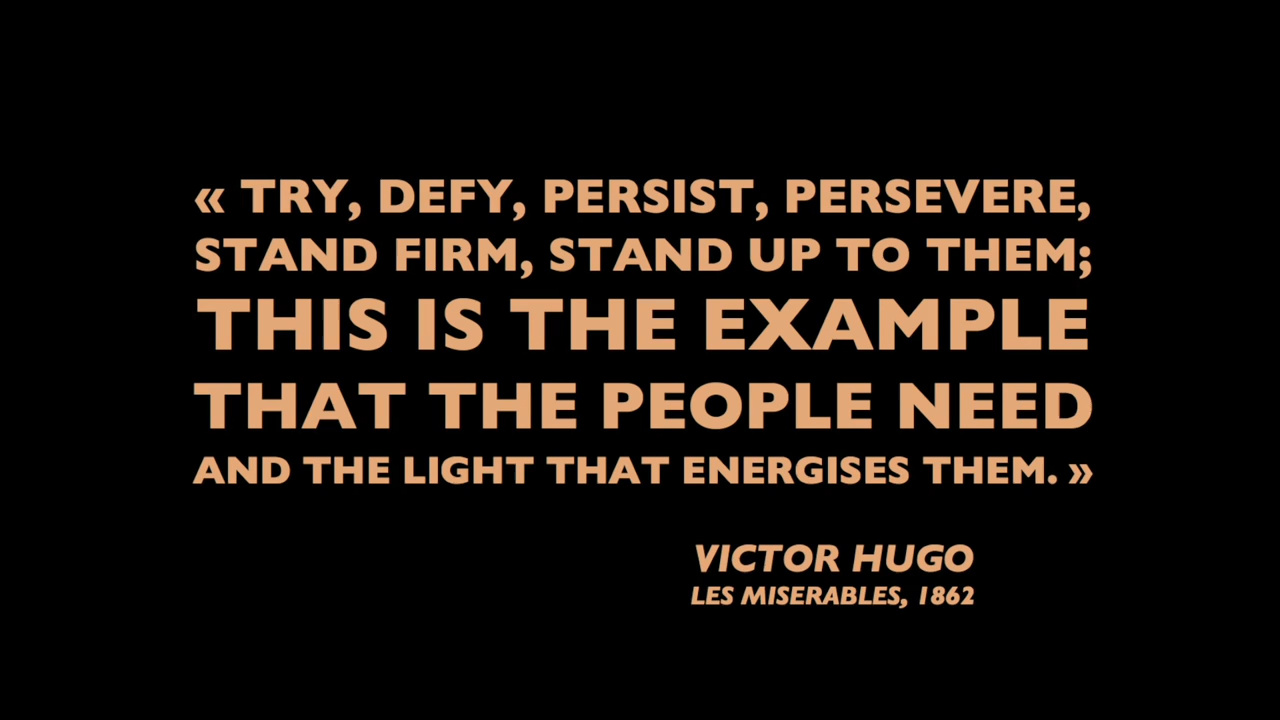 « TRY, DEFY, PERSIST, PERSEVERE,
STAND FIRM, STAND UP TO THEM;
THIS IS THE EXAMPLE
THAT THE PEOPLE NEED
AND THE LIGHT THAT ENERGISES THEM. »
VICTOR HUGO
LES MISERABLES, 1862